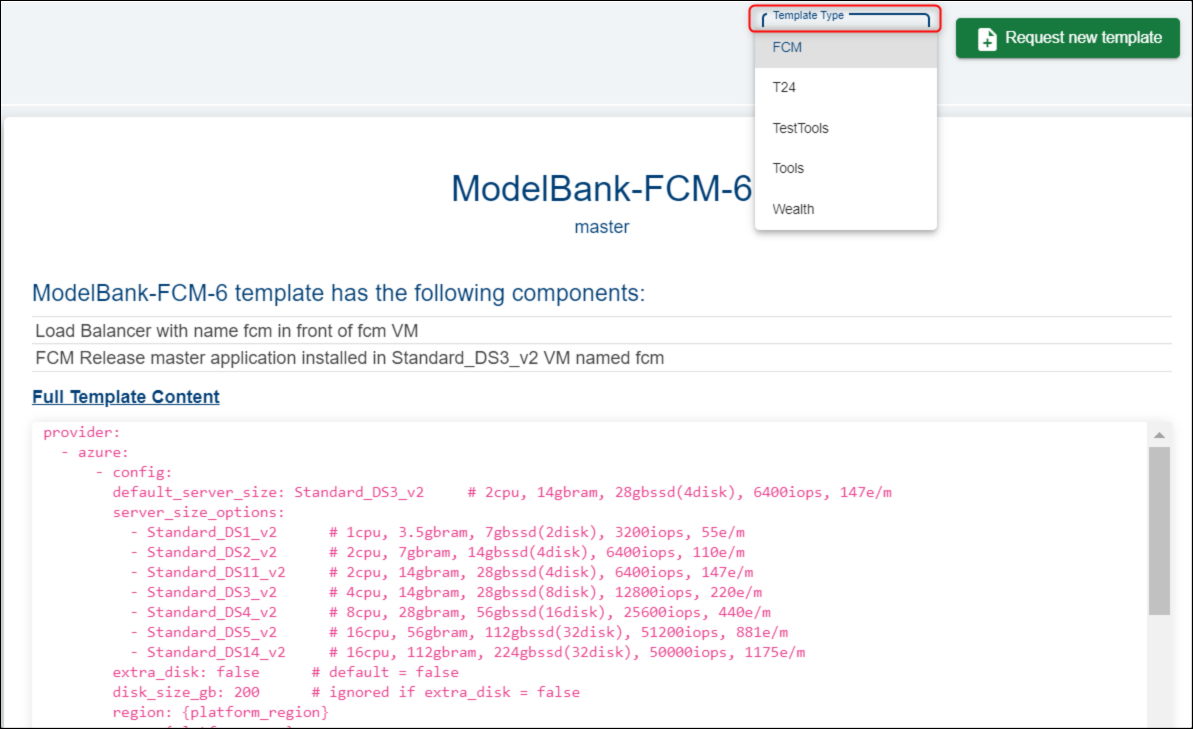 Template Type
Request new template
FCM
T24
TestTools
Tools
Wealth
ModelBank-FCM-6
master
ModelBank-FCM-6 template has the following components:
Load Balancer with name fcm in front of fcm VM
FCM Release master application installed in Standard_DS3_v2 VM named fcm
Full Template Content
provider:
  - azure:
      - config:
        default_server_size: Standard_DS3_v2     # 2cpu, 14gbram, 28gbssd(4disk), 6400iops, 147e/m
        server_size_options:
          - Standard_DS1_v2      # 1cpu, 3.5gbram, 7gbssd(2disk), 3200iops, 55e/m
          - Standard_DS2_v2      # 2cpu, 7gbram, 14gbssd(4disk), 6400iops, 110e/m
          - Standard_DS11_v2     # 2cpu, 14gbram, 28gbssd(4disk), 6400iops, 147e/m
          - Standard_DS3_v2      # 4cpu, 14gbram, 28gbssd(8disk), 12800iops, 220e/m
          - Standard_DS4_v2      # 8cpu, 28gbram, 56gbssd(16disk), 25600iops, 440e/m
          - Standard_DS5_v2      # 16cpu, 56gbram, 112gbssd(32disk), 51200iops, 881e/m
          - Standard_DS14_v2     # 16cpu, 112gbram, 224gbssd(32disk), 50000iops, 1175e/m
        extra_disk: false      # default = false
        disk_size_gb: 200      # ignored if extra_disk = false
        region: {platform_region}